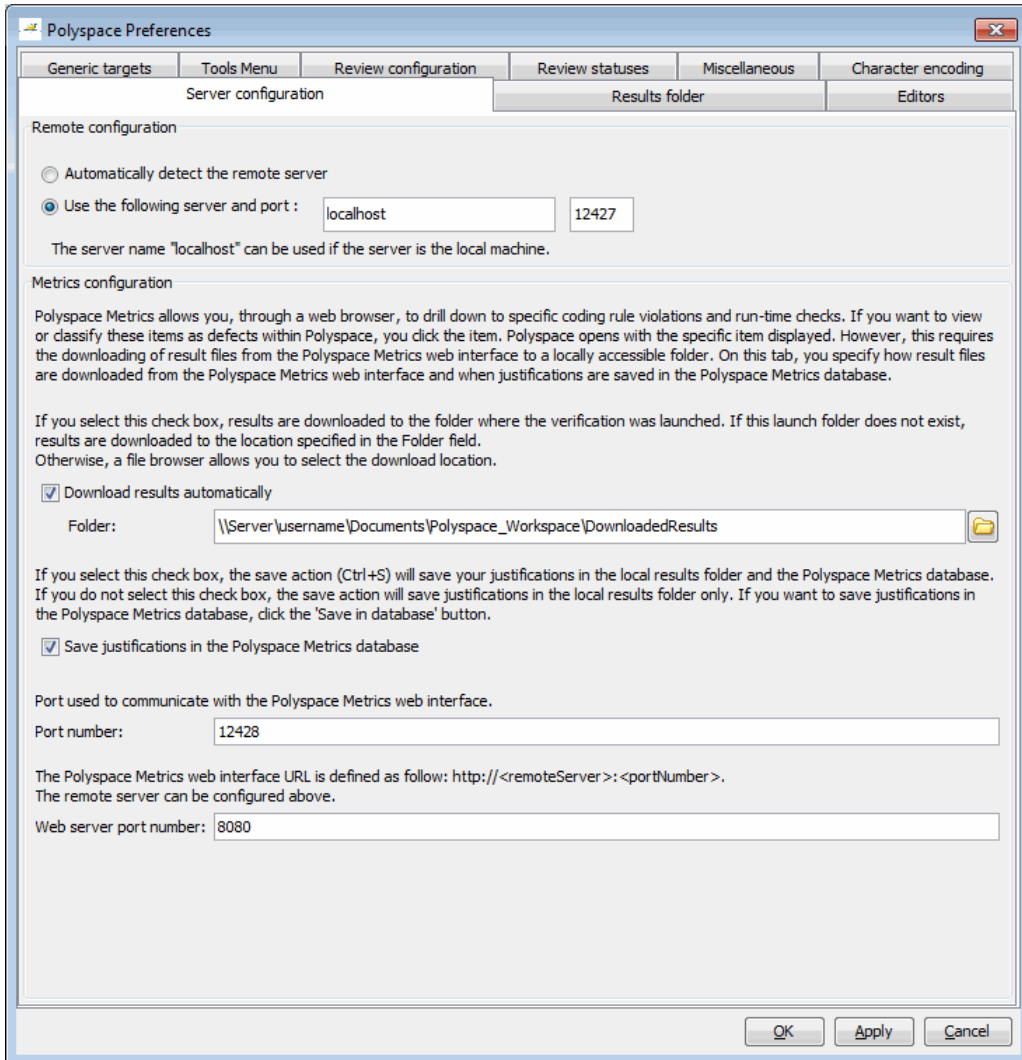 Polyspace Preferences
Generic targets Tools Menu Review configuration Review statuses Miscellaneous Character encoding
Server configuration Results folder Editors
Remote configuration
Automatically detect the remote server
Use the following server and port : localhost 12427
The server name "localhost" can be used if the server is the local machine.
Metrics configuration
Polyspace Metrics allows you, through a web browser, to drill down to specific coding rule violations and run-time checks. If you want to view
or classify these items as defects within Polyspace, you click the item. Polyspace opens with the specific item displayed. However, this requires
the downloading of result files from the Polyspace Metrics web interface to a locally accessible folder. On this tab, you specify how result files
are downloaded from the Polyspace Metrics web interface and when justifications are saved in the Polyspace Metrics database.
If you select this check box, results are downloaded to the folder where the verification was launched. If this launch folder does not exist,
results are downloaded to the location specified in the Folder field.
Otherwise, a file browser allows you to select the download location.
Download results automatically
Folder: \\Server\username\Documents\Polyspace_Workspace\DownloadedResults
If you select this check box, the save action (Ctrl+S) will save your justifications in the local results folder and the Polyspace Metrics database.
If you do not select this check box, the save action will save justifications in the local results folder only. If you want to save justifications in
the Polyspace Metrics database, click the 'Save in database' button.
Save justifications in the Polyspace Metrics database
Port used to communicate with the Polyspace Metrics web interface.
Port number: 12428
The Polyspace Metrics web interface URL is defined as follow: http://<remoteServer>:<portNumber>.
The remote server can be configured above.
Web server port number: 8080
OK Apply Cancel